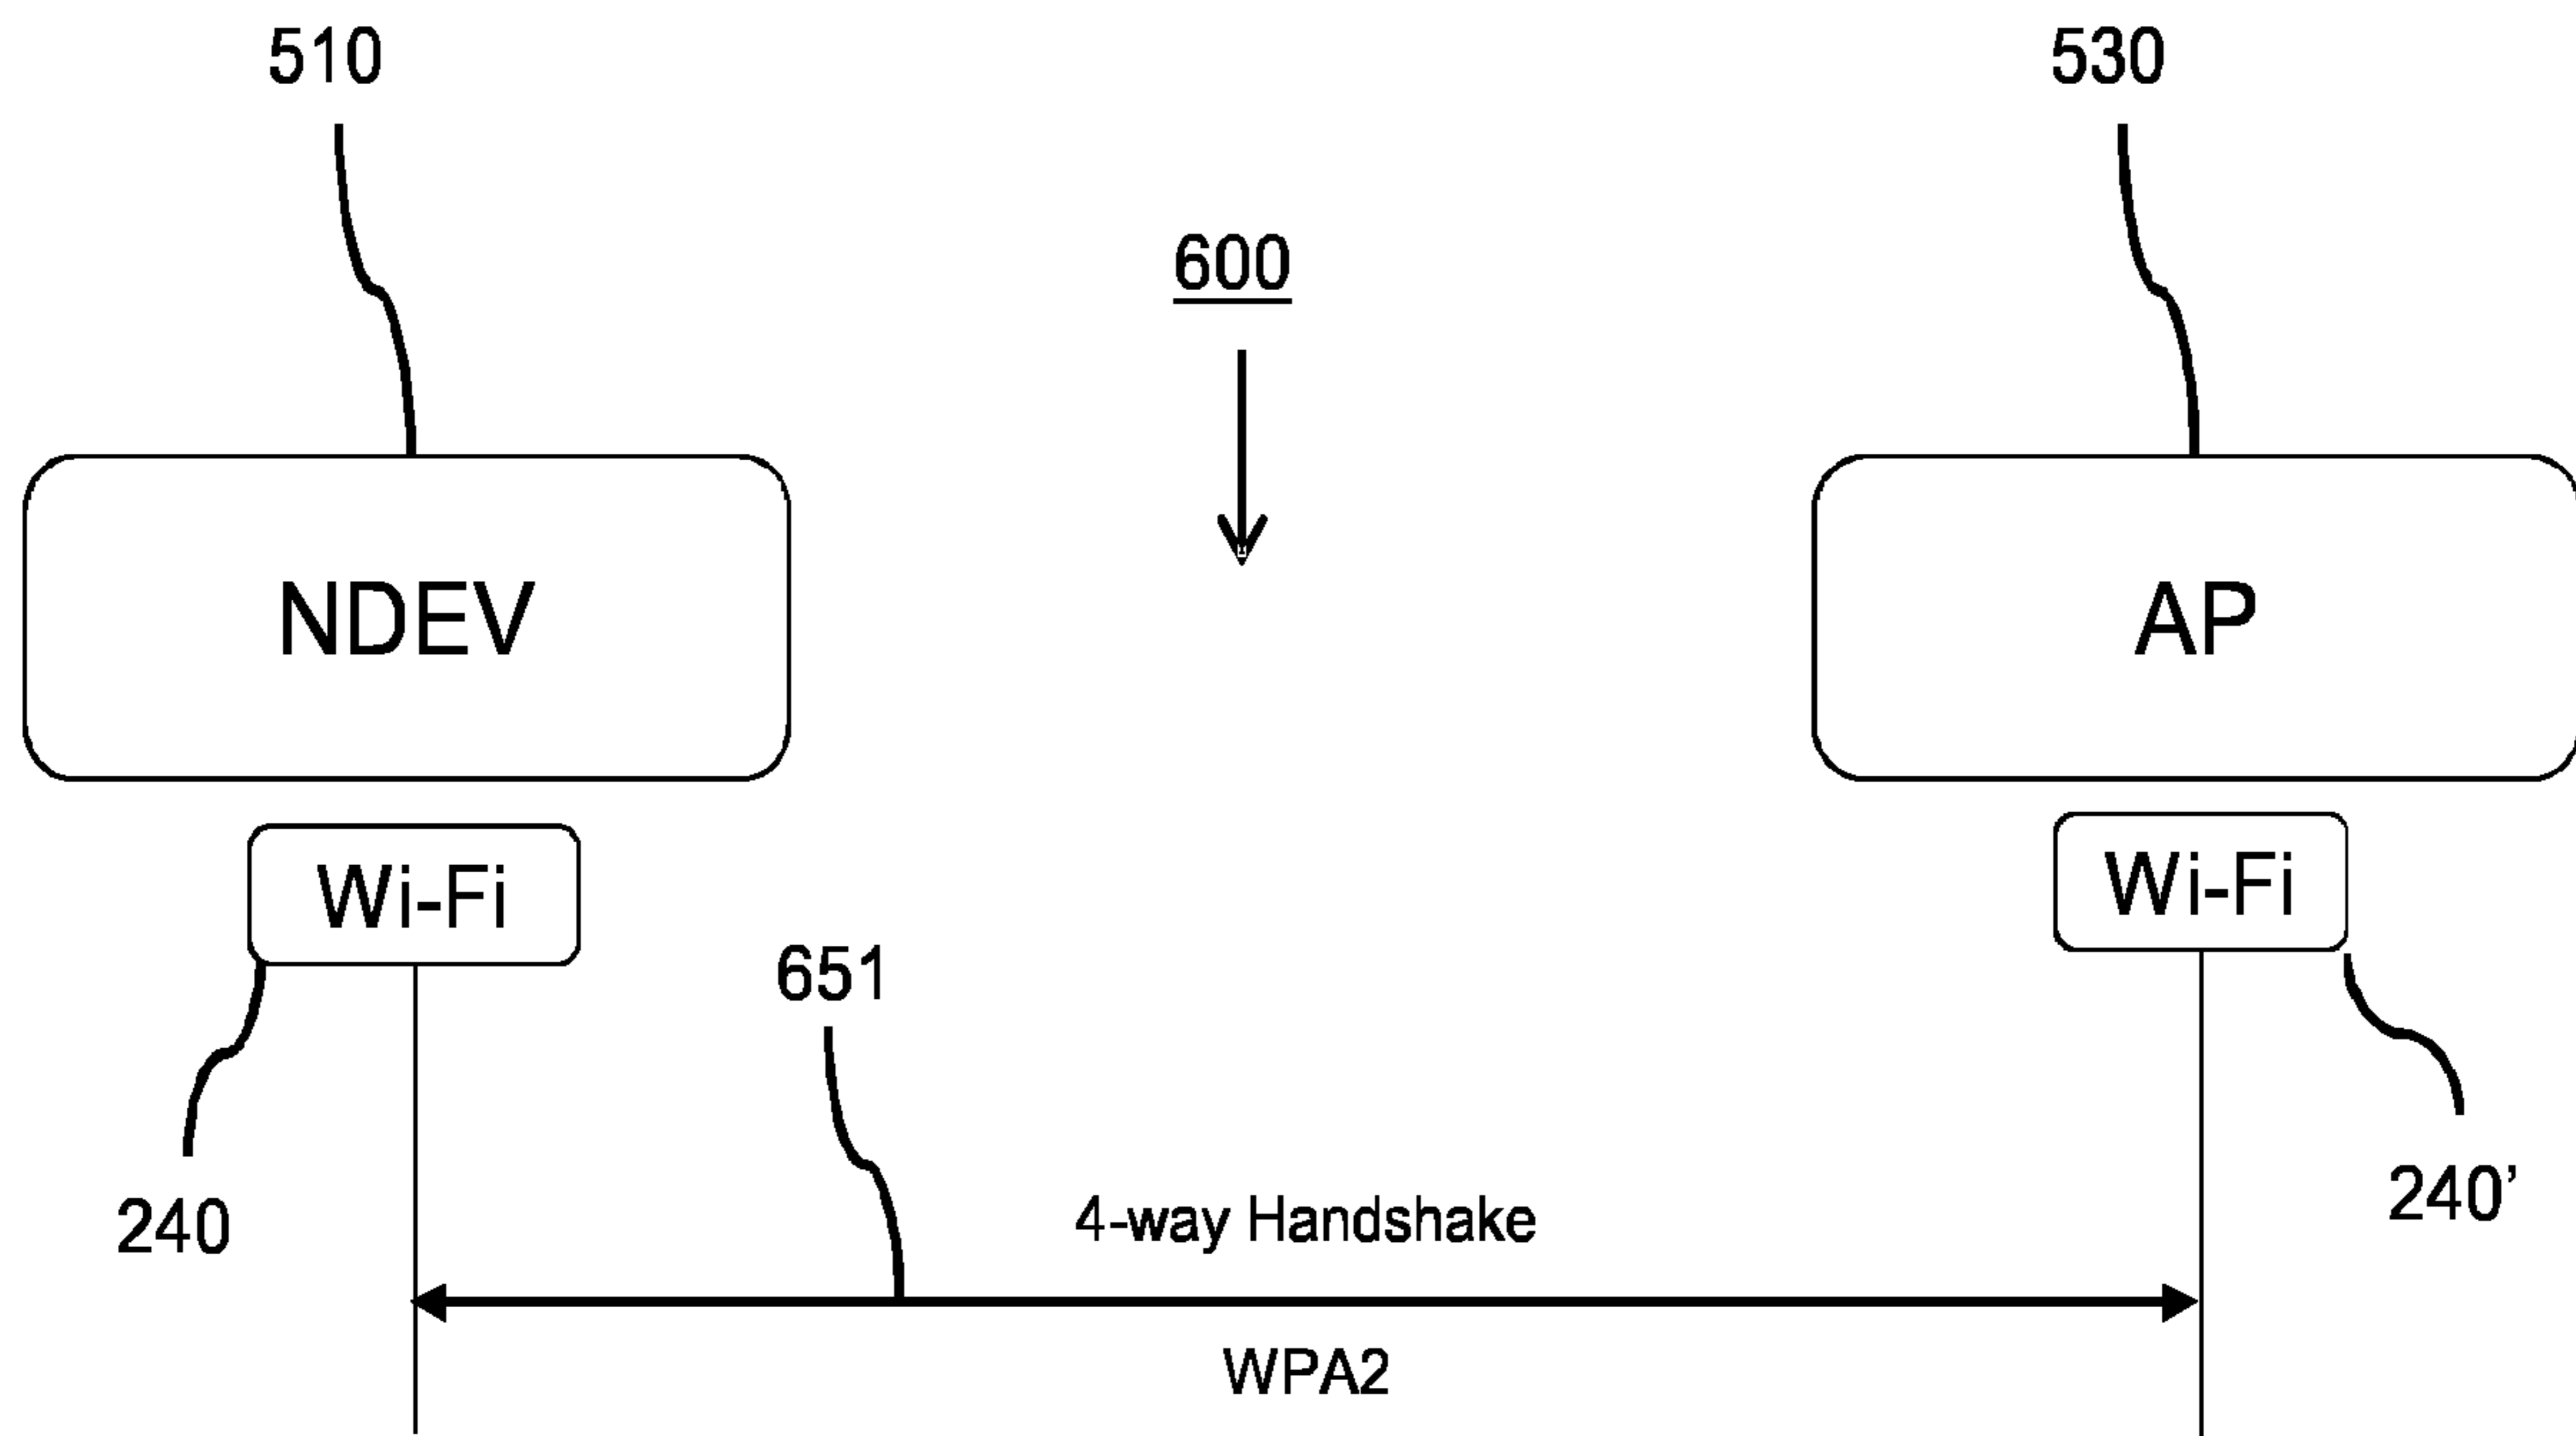 510
530
600
NDEV
AP
Wi-Fi
Wi-Fi
651
240
240’
4-way Handshake
WPA2